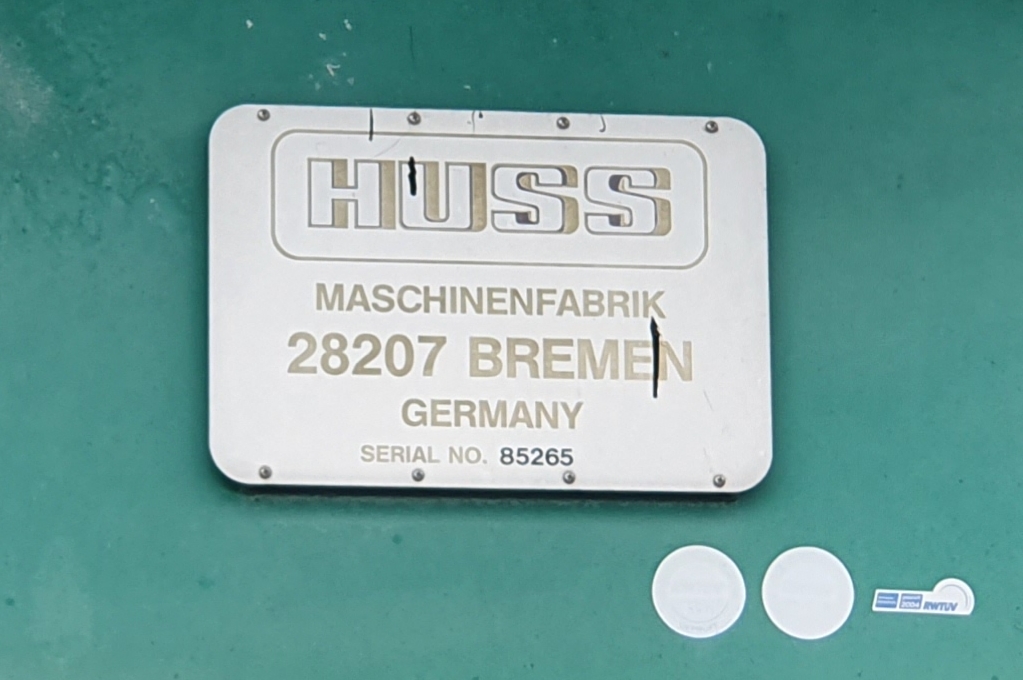 HUSS
MASCHINENFABRIK
28207 BREMEN
GERMANY
SERIAL NO. 85265
2004 RWTÜV